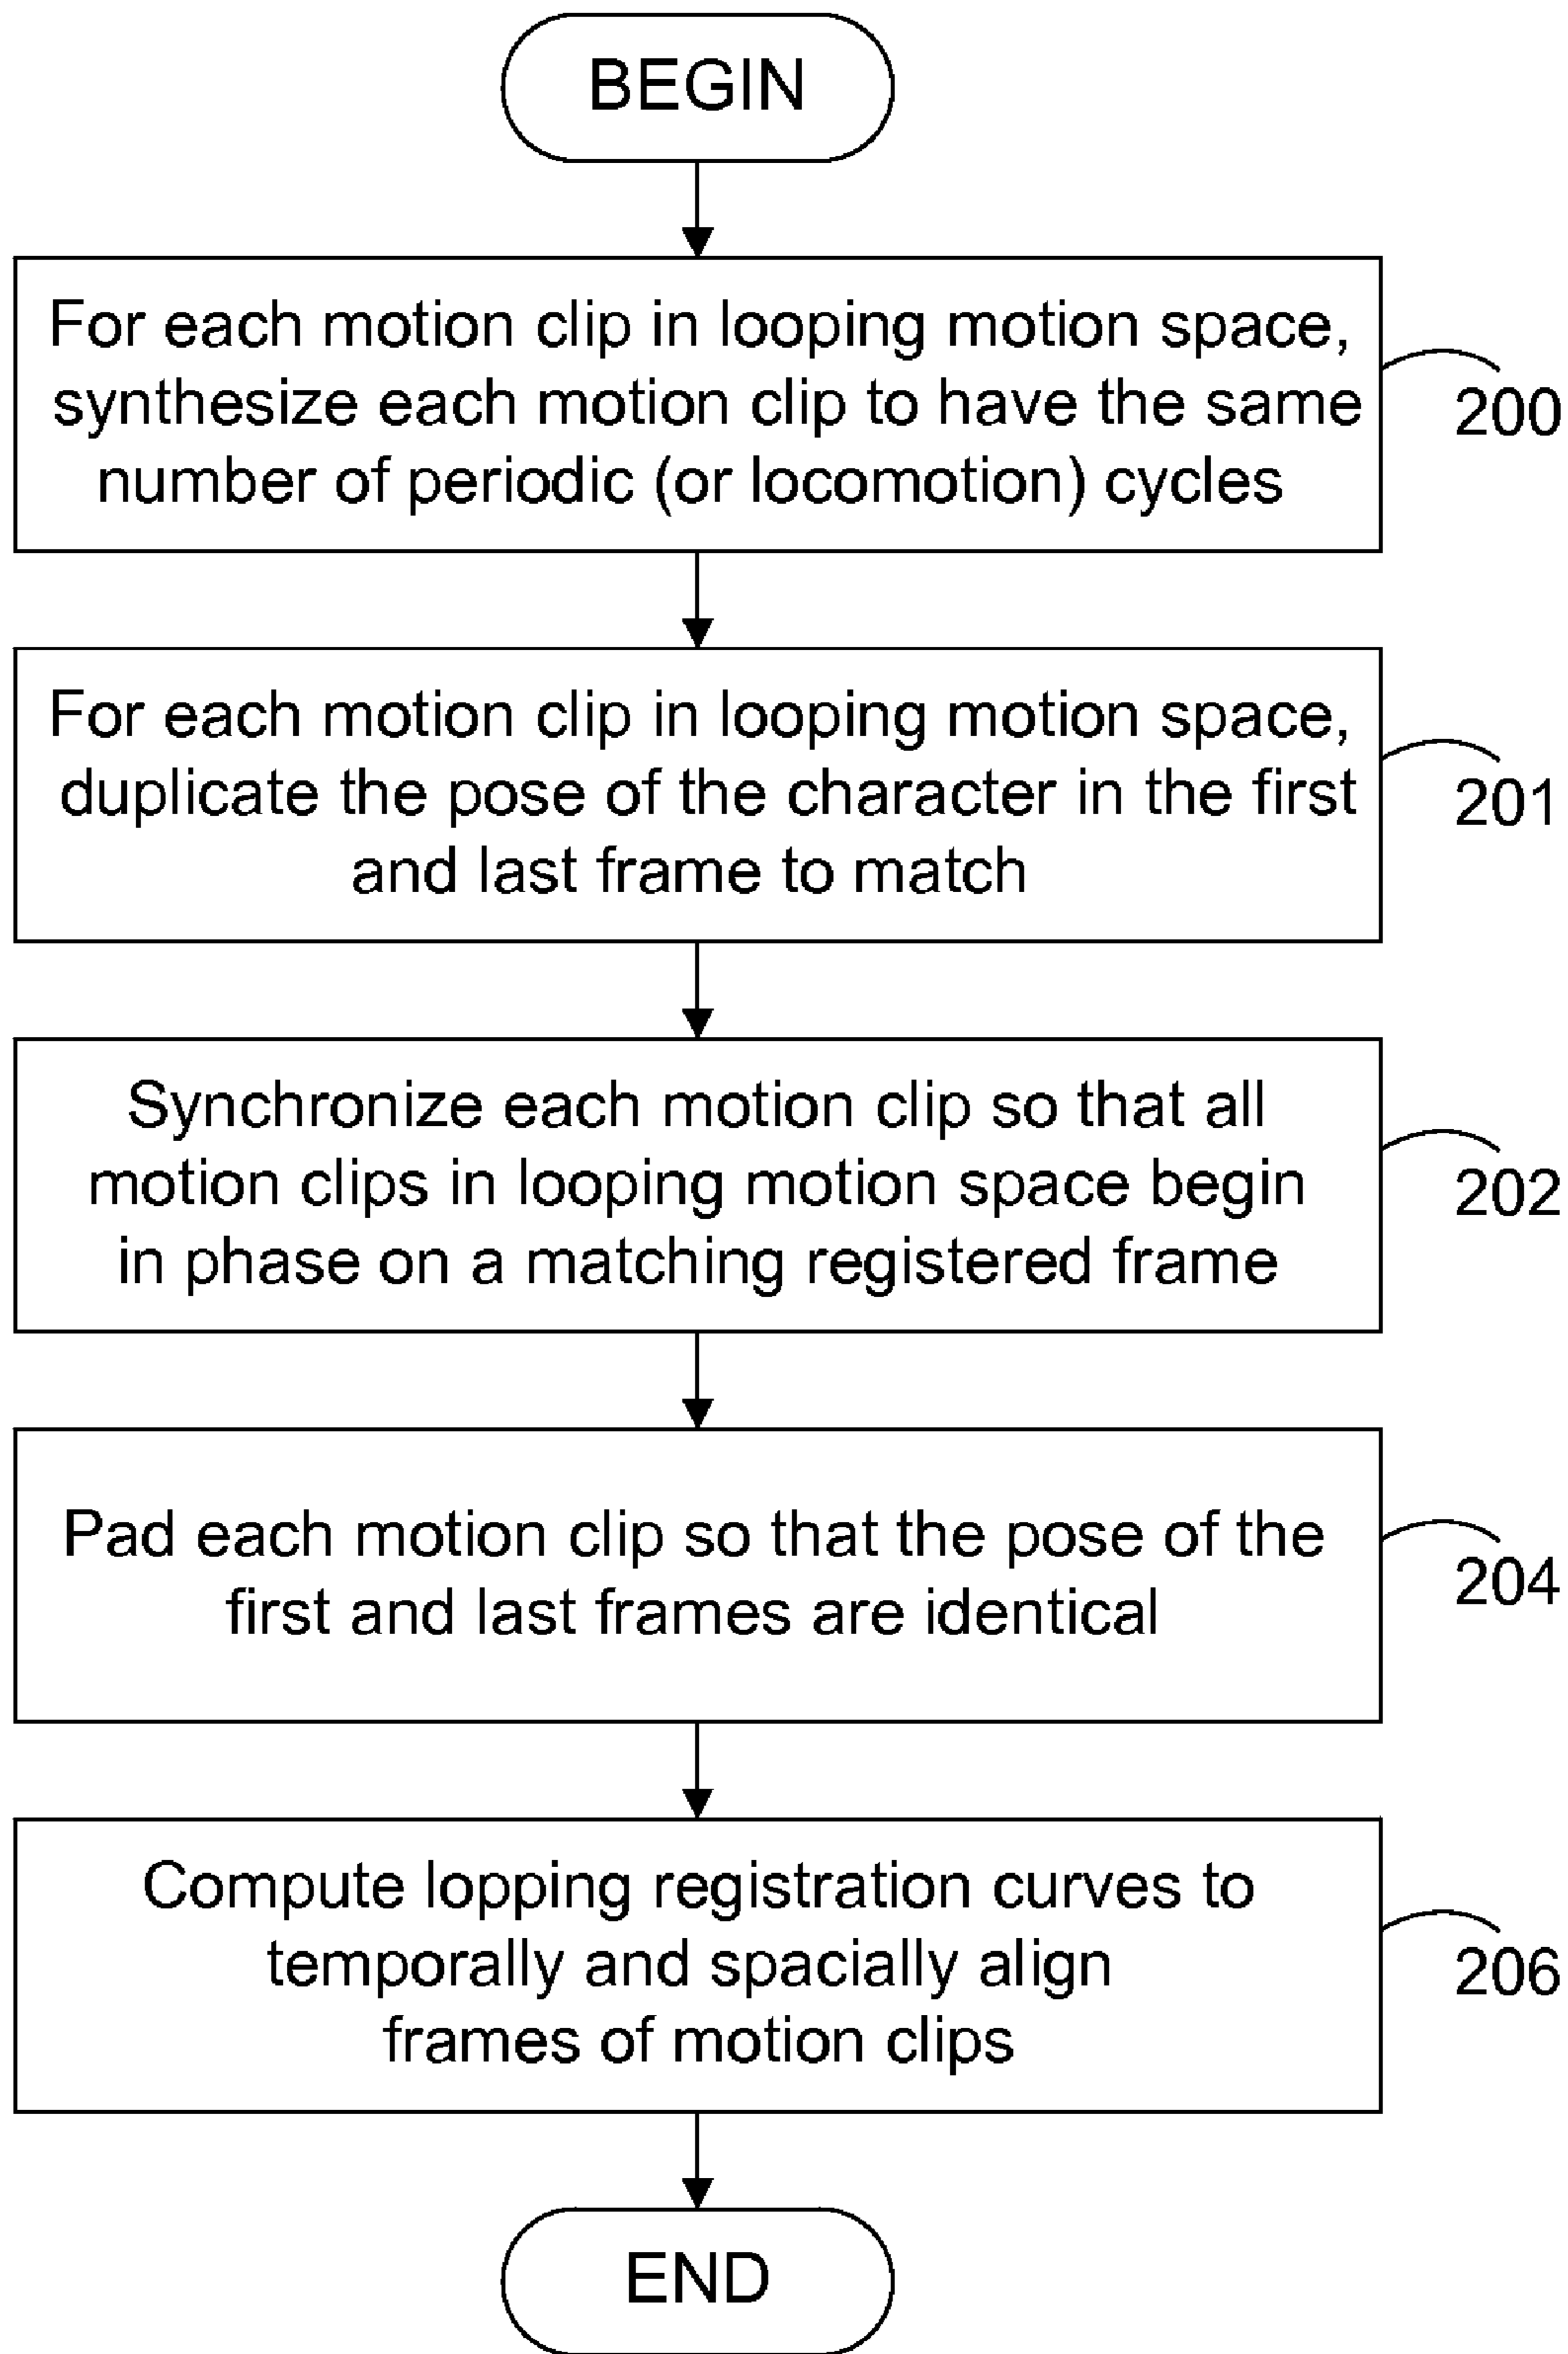 BEGIN
For each motion clip in looping motion space,
synthesize each motion clip to have the same
number of periodic (or locomotion) cycles
200
For each motion clip in looping motion space,
duplicate the pose of the character in the first
and last frame to match
201
Synchronize each motion clip so that all
motion clips in looping motion space begin
in phase on a matching registered frame
202
Pad each motion clip so that the pose of the
first and last frames are identical
204
Compute lopping registration curves to
temporally and spacially align
frames of motion clips
206
END